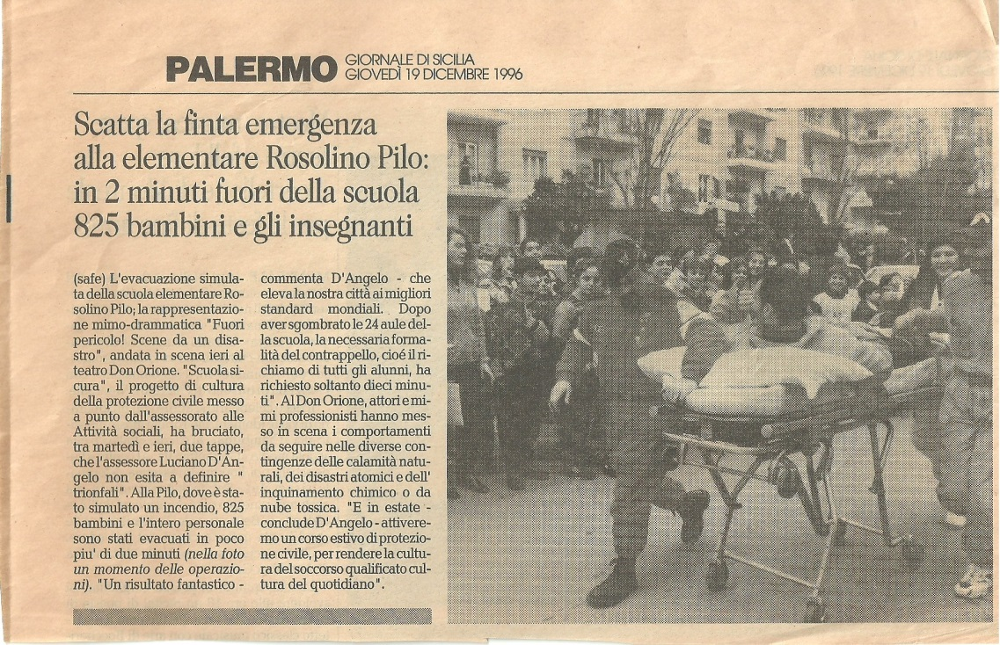 PALERMO
GIORNALE DI SICILIA
GIOVEDÌ 19 DICEMBRE 1996
Scatta la finta emergenza
alla elementare Rosolino Pilo:
in 2 minuti fuori della scuola
825 bambini e gli insegnanti
(safe) L'evacuazione simula-
ta della scuola elementare Ro-
solino Pilo; la rappresentazio-
ne mimo-drammatica "Fuori
pericolo! Scene da un disa-
stro", andata in scena ieri al
teatro Don Orione. "Scuola si-
cura", il progetto di cultura
della protezione civile messo
a punto dall'assessorato alle
Attività sociali, ha bruciato,
tra martedì e ieri, due tappe,
che l'assessore Luciano D'An-
gelo non esita a definire "
trionfali". Alla Pilo, dove è sta-
to simulato un incendio, 825
bambini e l'intero personale
sono stati evacuati in poco
piu' di due minuti (nella foto
un momento delle operazio-
ni). "Un risultato fantastico -
commenta D'Angelo - che
eleva la nostra città ai migliori
standard mondiali. Dopo
aver sgombrato le 24 aule del-
la scuola, la necessaria forma-
lità del contrappello, cioé il ri-
chiamo di tutti gli alunni, ha
richiesto soltanto dieci minu-
ti". Al Don Orione, attori e mi-
mi professionisti hanno mes-
so in scena i comportamenti
da seguire nelle diverse con-
tingenze delle calamità natu-
rali, dei disastri atomici e dell'
inquinamento chimico o da
nube tossica. "E in estate -
conclude D'Angelo - attivere-
mo un corso estivo di protezio-
ne civile, per rendere la cultu-
ra del soccorso qualificato cul-
tura del quotidiano".